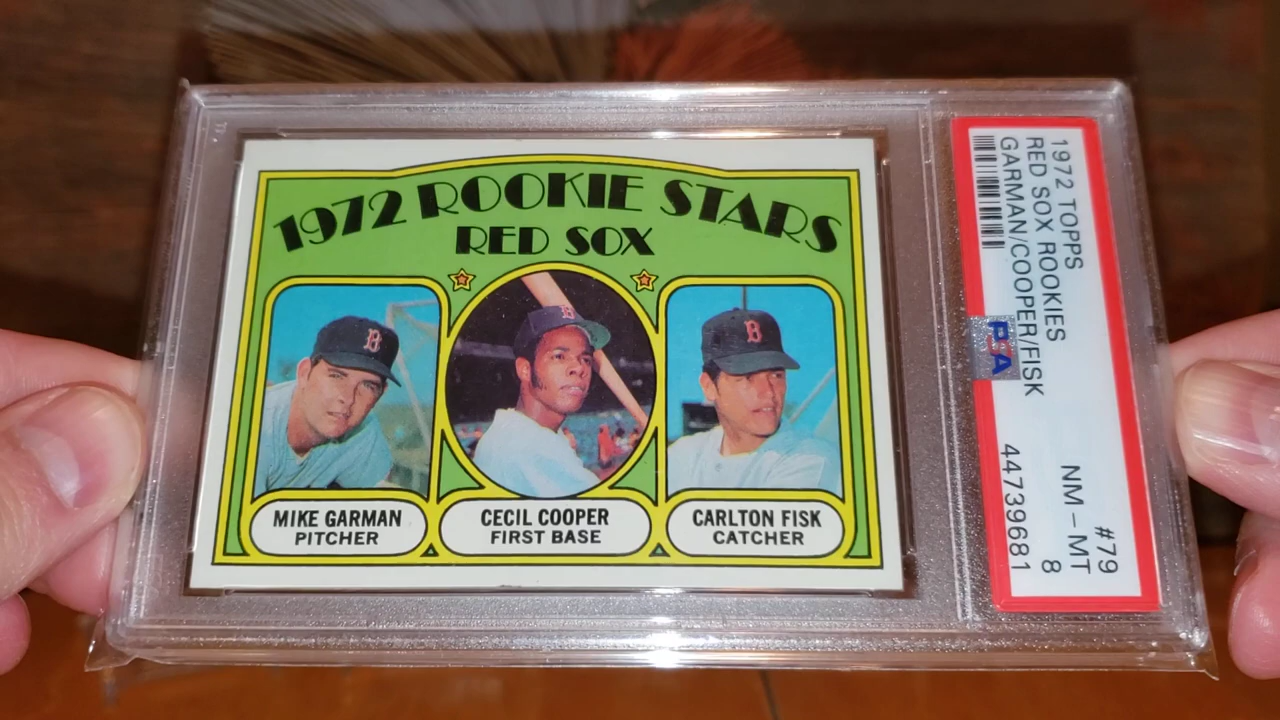 1972 ROOKIE STARS
RED SOX
B
B
B
MIKE GARMAN
PITCHER
CECIL COOPER
FIRST BASE
CARLTON FISK
CATCHER
1972 TOPPS
RED SOX ROOKIES
GARMAN/COOPER/FISK
PSA
#79
NM - MT
8
44739681